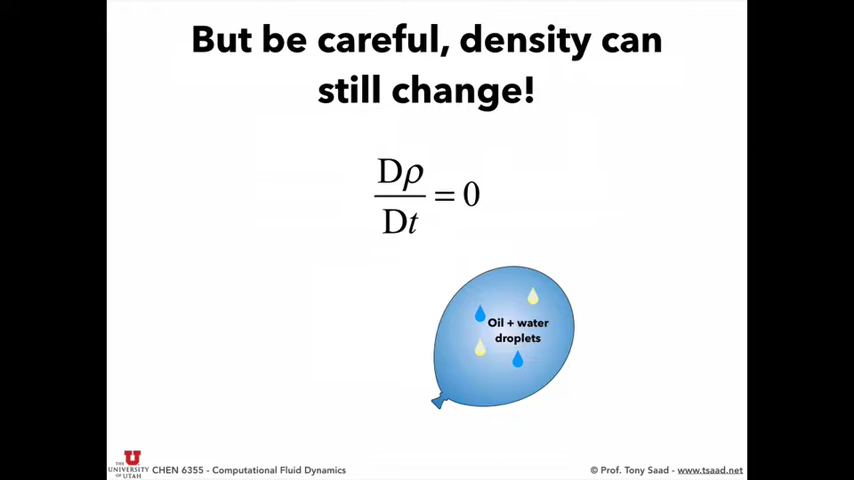 But be careful, density can
still change!
Dρ
Dt
= 0
Oil + water
droplets
THE
UNIVERSITY
OF UTAH
CHEN 6355 - Computational Fluid Dynamics
© Prof. Tony Saad - www.tsaad.net